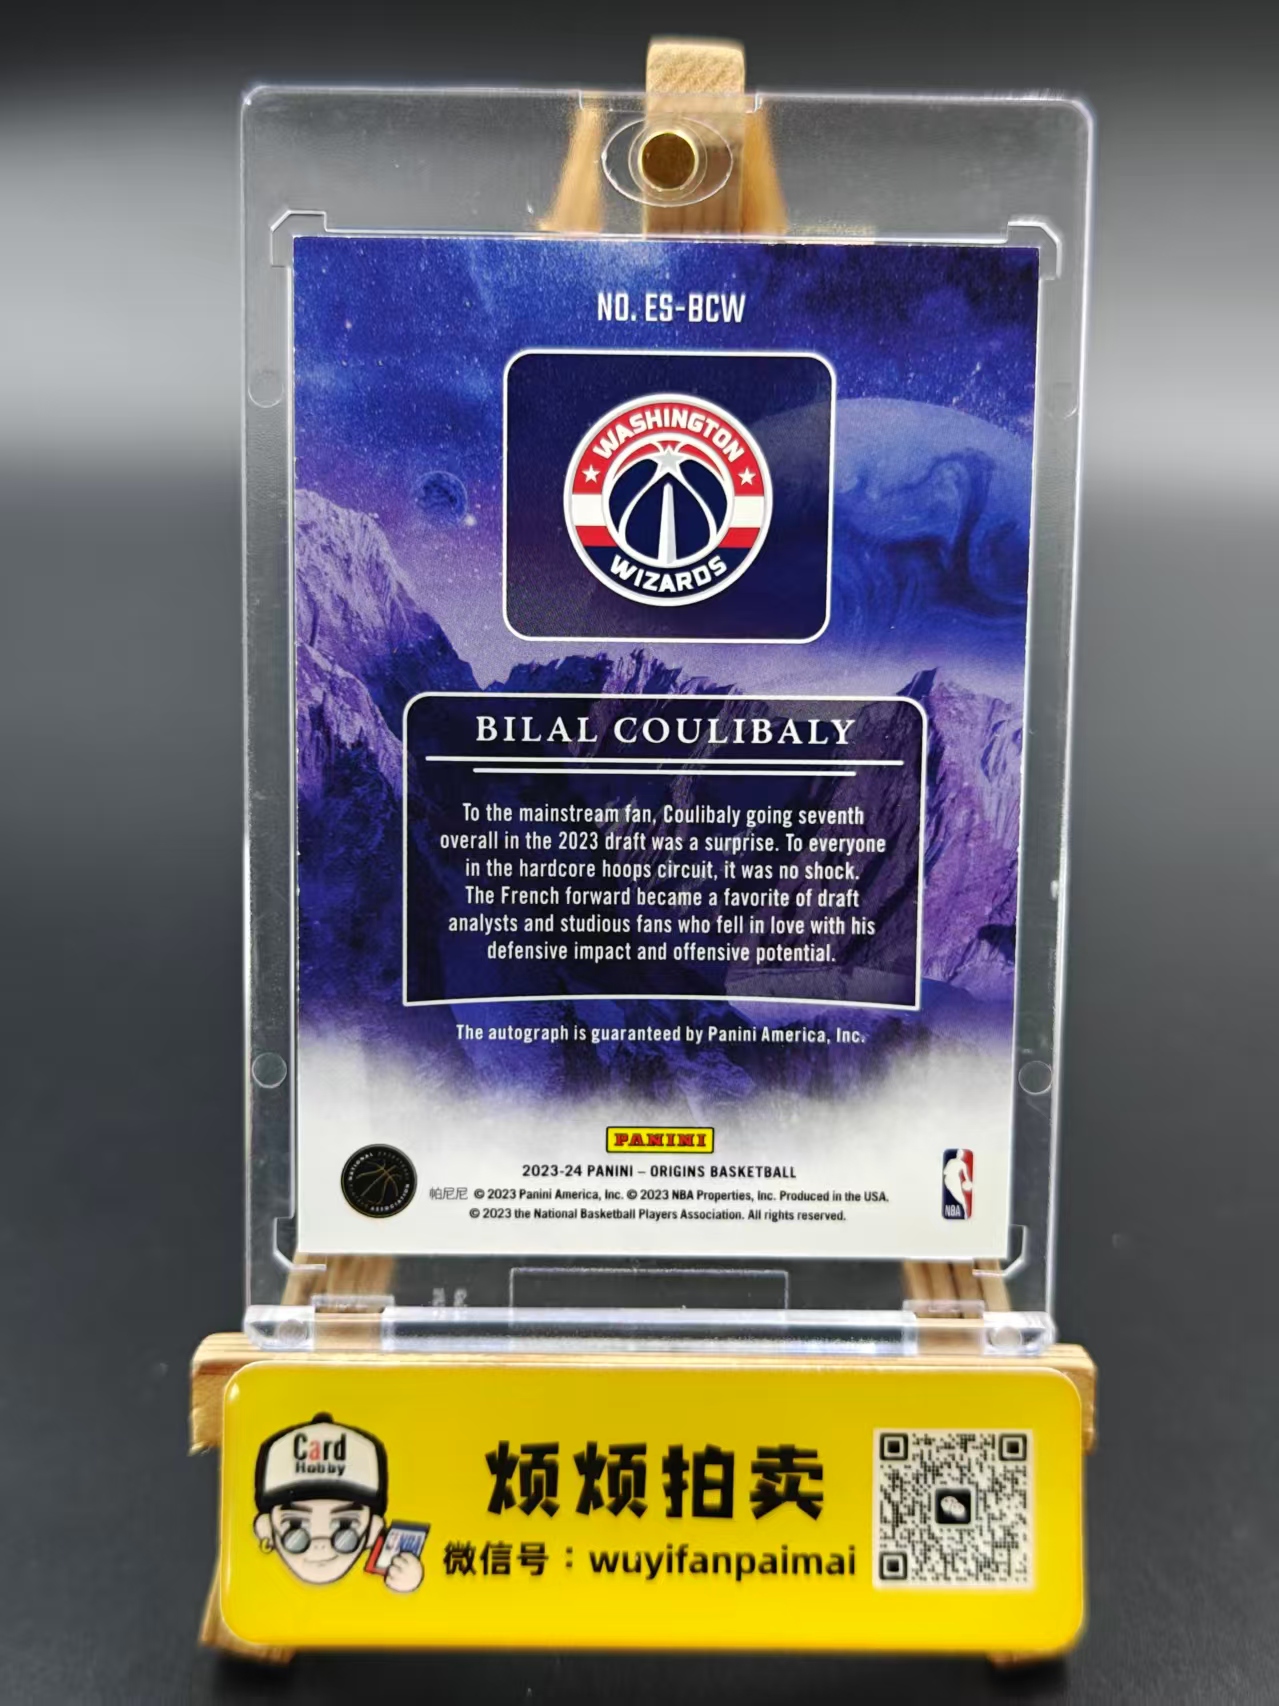 NO. ES-BCW
WASHINGTON
WIZARDS
BILAL COULIBALY
To the mainstream fan, Coulibaly going seventh
overall in the 2023 draft was a surprise. To everyone
in the hardcore hoops circuit, it was no shock.
The French forward became a favorite of draft
analysts and studious fans who fell in love with his
defensive impact and offensive potential.
The autograph is guaranteed by Panini America, Inc.
PANINI
2023-24 PANINI – ORIGINS BASKETBALL
帕尼尼 © 2023 Panini America, Inc. © 2023 NBA Properties, Inc. Produced in the USA.
© 2023 the National Basketball Players Association. All rights reserved.
NBA
Card
Hobby
NBA
烦烦拍卖
微信号：wuyifanpaimai